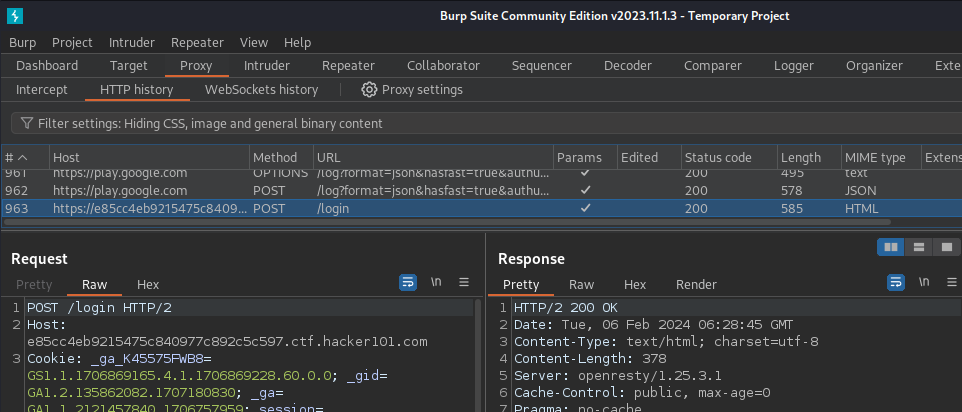 Burp Suite Community Edition v2023.11.1.3 - Temporary Project
Burp Project Intruder Repeater View Help
Dashboard Target Proxy Intruder Repeater Collaborator Sequencer Decoder Comparer Logger Organizer Exte
Intercept HTTP history WebSockets history Proxy settings
Filter settings: Hiding CSS, image and general binary content
# Host Method URL Params Edited Status code Length MIME type Extens
961 https://play.google.com OPTIONS /log?format=json&hasfast=true&authu... ✓ 200 495 text
962 https://play.google.com POST /log?format=json&hasfast=true&authu... ✓ 200 578 JSON
963 https://e85cc4eb9215475c8409... POST /login ✓ 200 585 HTML
Request
Pretty Raw Hex \n
1 POST /login HTTP/2
2 Host:
e85cc4eb9215475c840977c892c5c597.ctf.hacker101.com
3 Cookie: _ga_K45575FWB8=
GS1.1.1706869165.4.1.1706869228.60.0.0; _gid=
GA1.2.135862082.1707180830; _ga=
GA1.1.2121457840.1706757959; session=
Response
Pretty Raw Hex Render \n
1 HTTP/2 200 OK
2 Date: Tue, 06 Feb 2024 06:28:45 GMT
3 Content-Type: text/html; charset=utf-8
4 Content-Length: 378
5 Server: openresty/1.25.3.1
6 Cache-Control: public, max-age=0
7 Pragma: no-cache